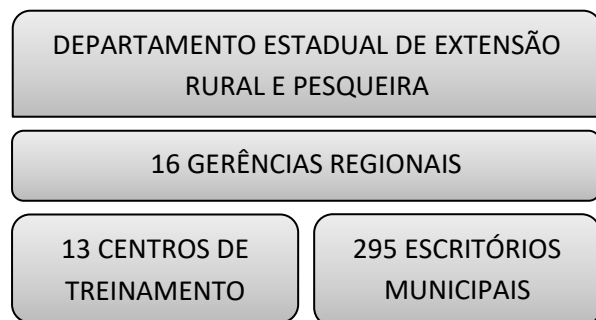 DEPARTAMENTO ESTADUAL DE EXTENSÃO
RURAL E PESQUEIRA
16 GERÊNCIAS REGIONAIS
13 CENTROS DE
TREINAMENTO
295 ESCRITÓRIOS
MUNICIPAIS